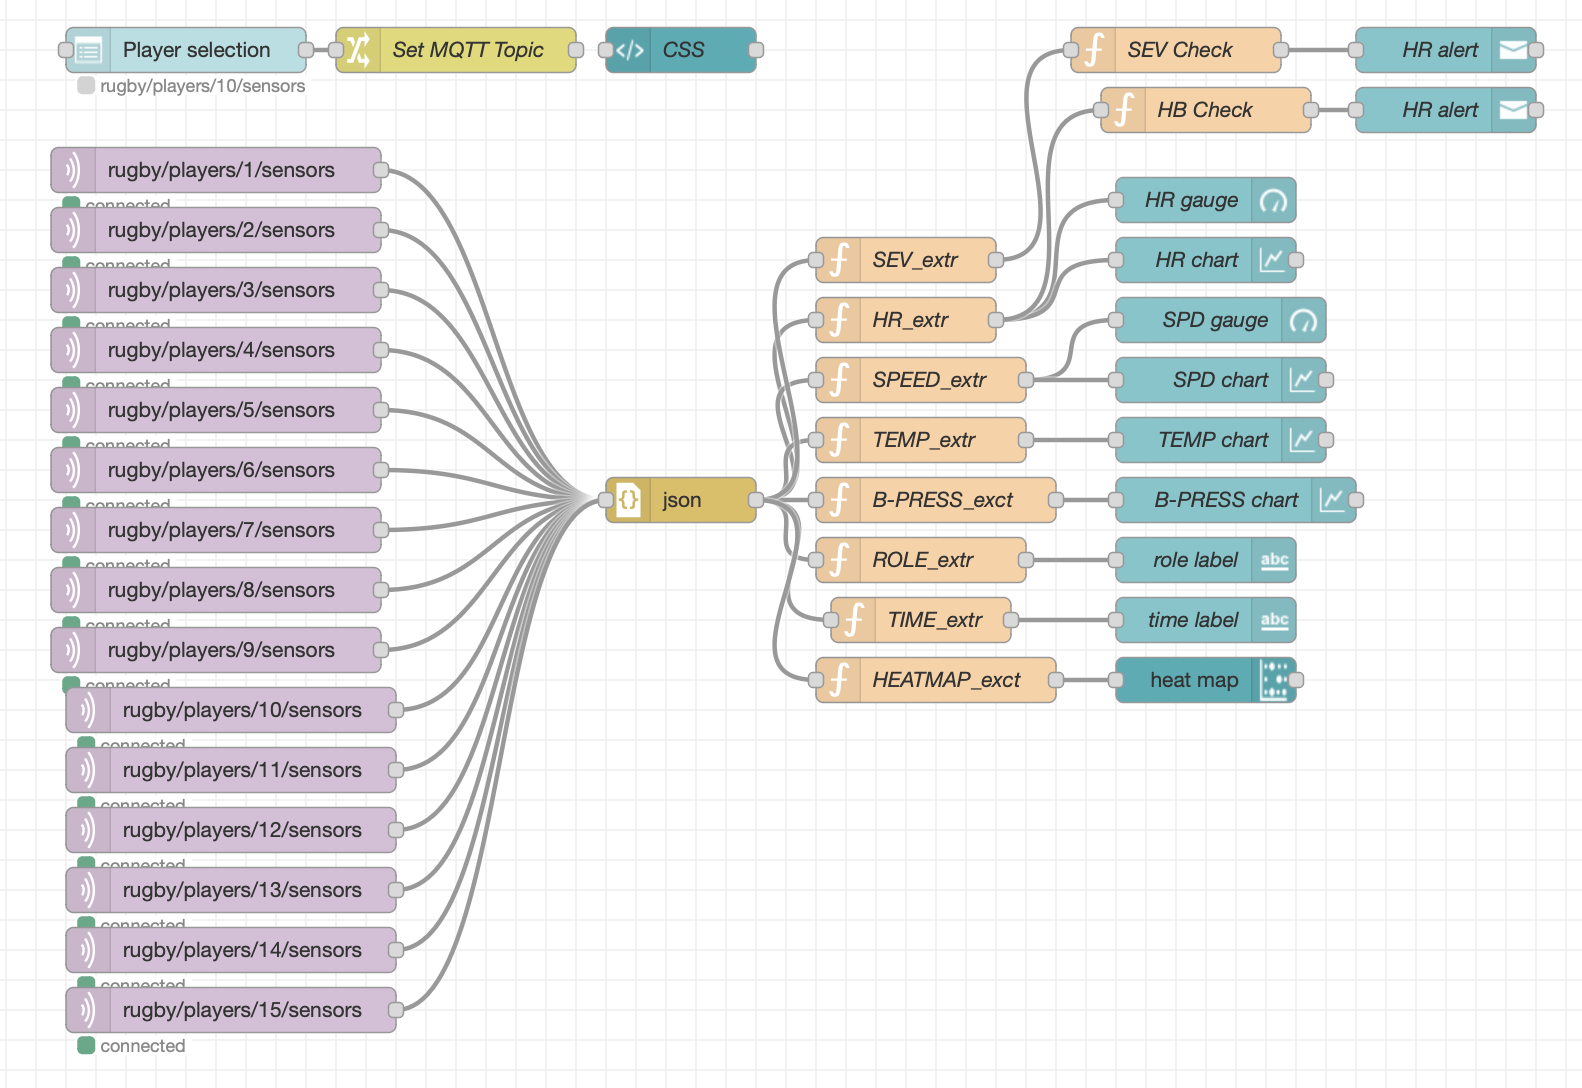 Player selection
Set MQTT Topic
</> CSS
rugby/players/10/sensors
SEV Check
HR alert
HB Check
HR alert
rugby/players/1/sensors
connected
rugby/players/2/sensors
connected
rugby/players/3/sensors
connected
rugby/players/4/sensors
connected
rugby/players/5/sensors
connected
rugby/players/6/sensors
connected
rugby/players/7/sensors
connected
rugby/players/8/sensors
connected
rugby/players/9/sensors
connected
rugby/players/10/sensors
connected
rugby/players/11/sensors
connected
rugby/players/12/sensors
connected
rugby/players/13/sensors
connected
rugby/players/14/sensors
connected
rugby/players/15/sensors
connected
{} json
SEV_extr
HR_extr
SPEED_extr
TEMP_extr
B-PRESS_exct
ROLE_extr
TIME_extr
HEATMAP_exct
HR gauge
HR chart
SPD gauge
SPD chart
TEMP chart
B-PRESS chart
role label abc
time label abc
heat map